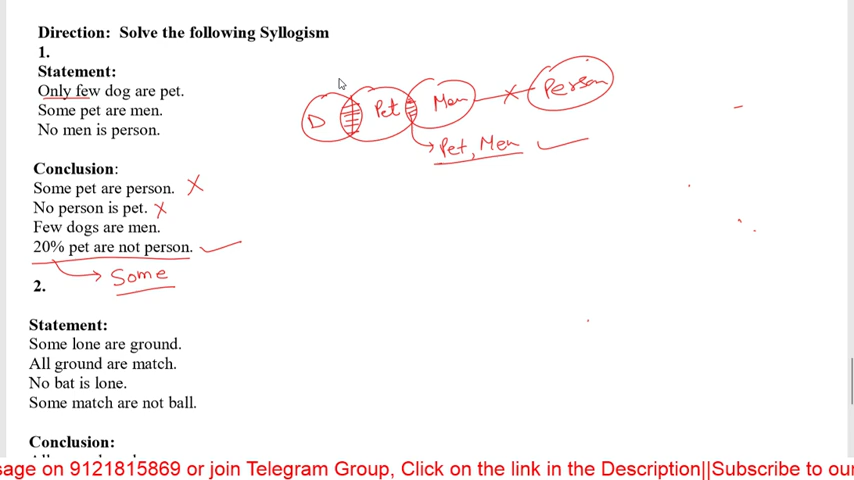 Direction:  Solve the following Syllogism
1.
Statement:
Only few dog are pet.
Some pet are men.
No men is person.
D Pet Men Person
Pet, Men
Conclusion:
Some pet are person.
No person is pet.
Few dogs are men.
20% pet are not person.
Some
2.
Statement:
Some lone are ground.
All ground are match.
No bat is lone.
Some match are not ball.
Conclusion:
sage on 9121815869 or join Telegram Group, Click on the link in the Description||Subscribe to our